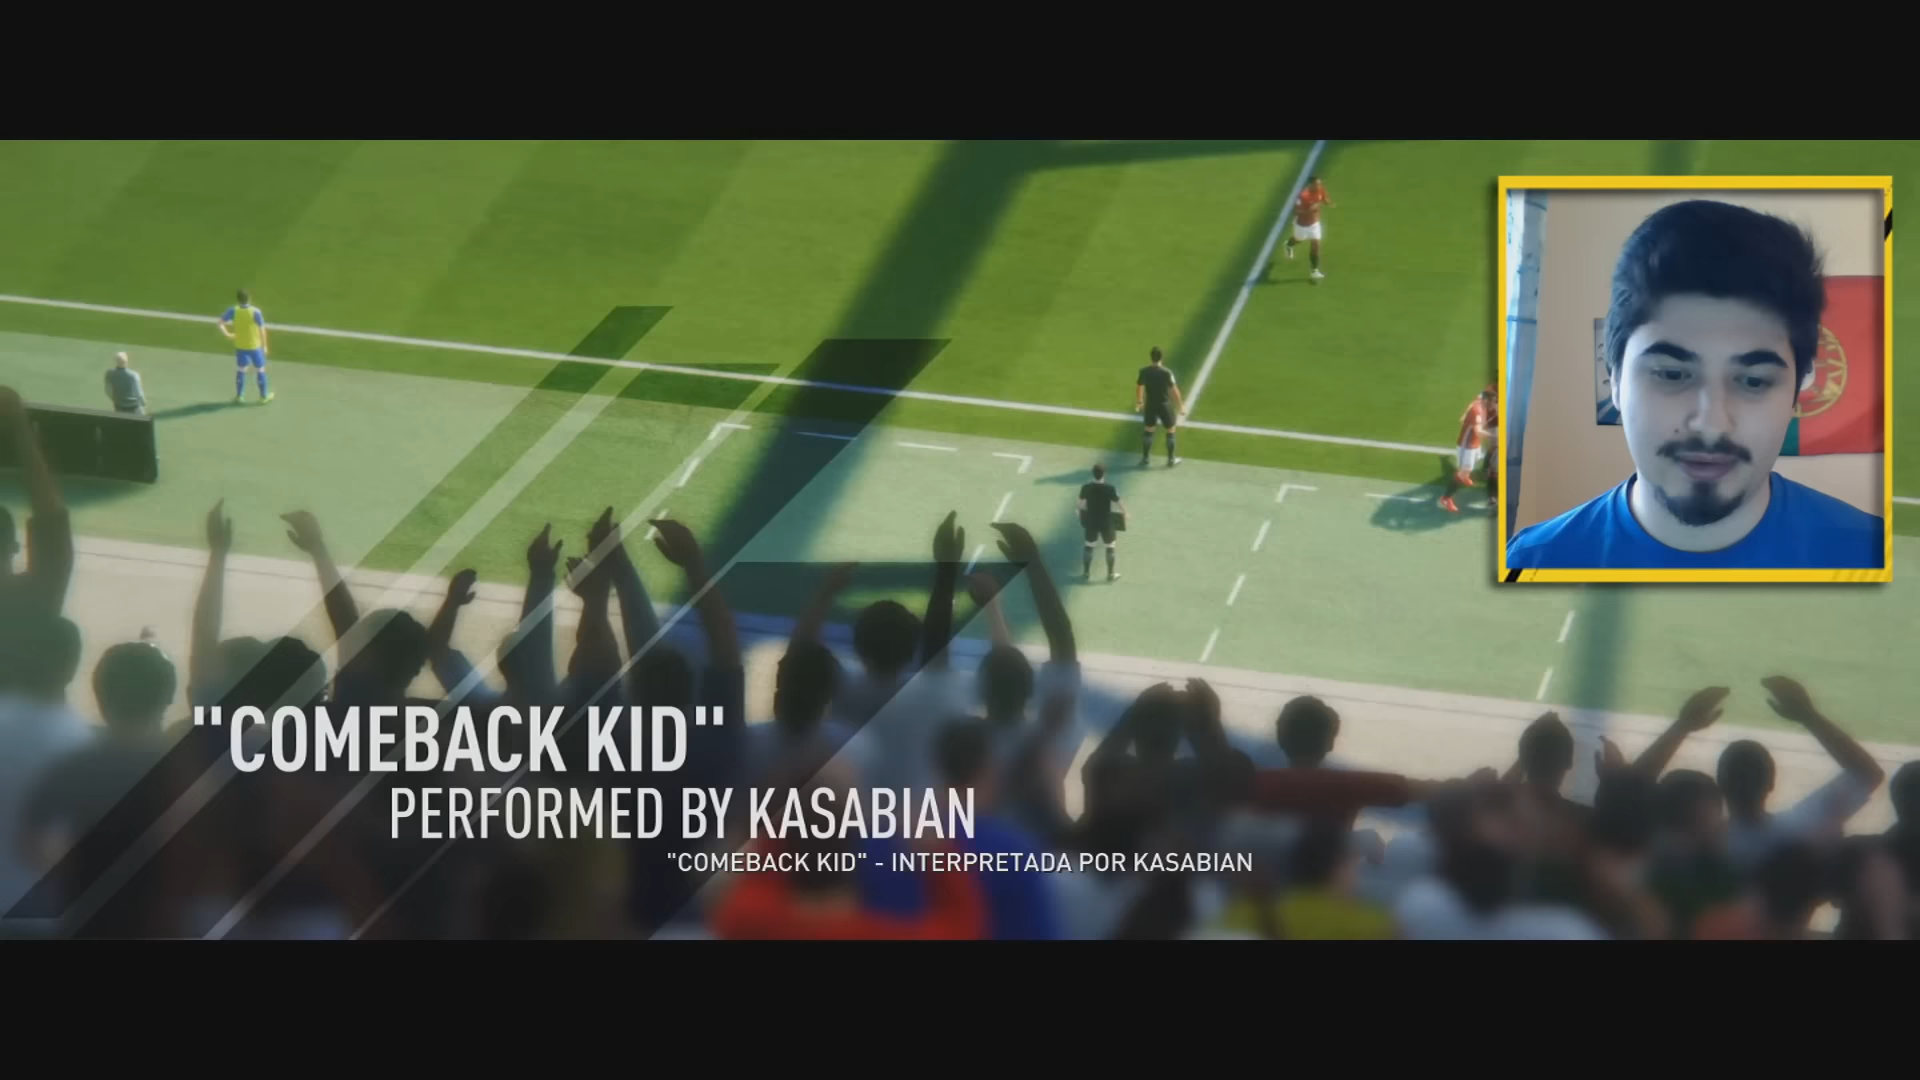 "COMEBACK KID"
PERFORMED BY KASABIAN
"COMEBACK KID" - INTERPRETADA POR KASABIAN